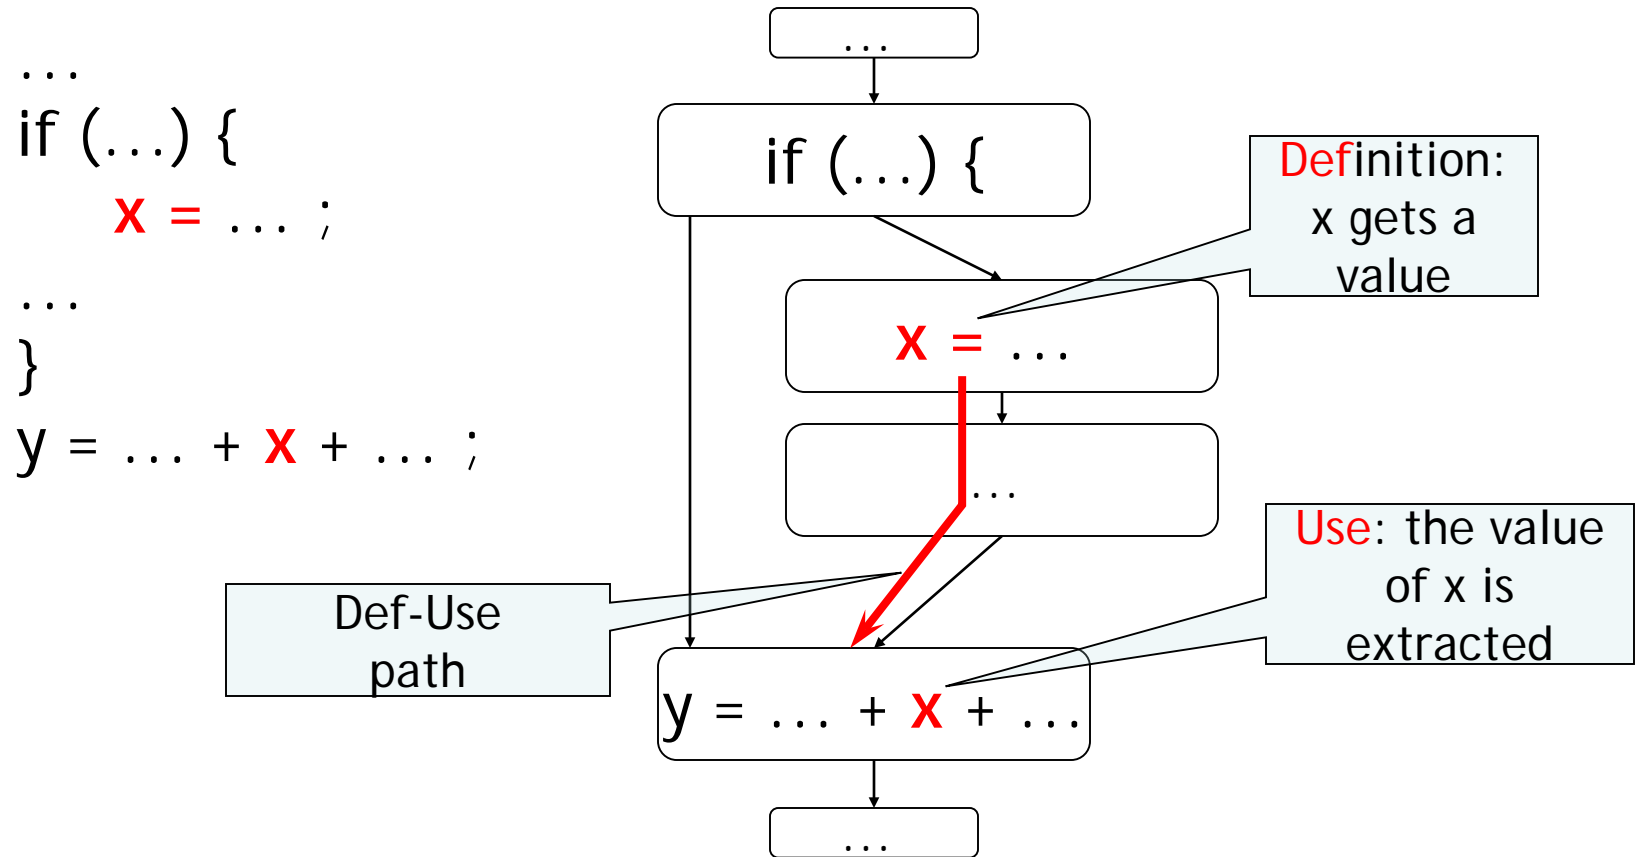 ...
if (...) {
x = ... ;
...
}
y = ... + x + ... ;
...
if (...) {
Definition:
x gets a
value
x = ...
...
Use: the value
of x is
extracted
Def-Use
path
y = ... + x + ...
...